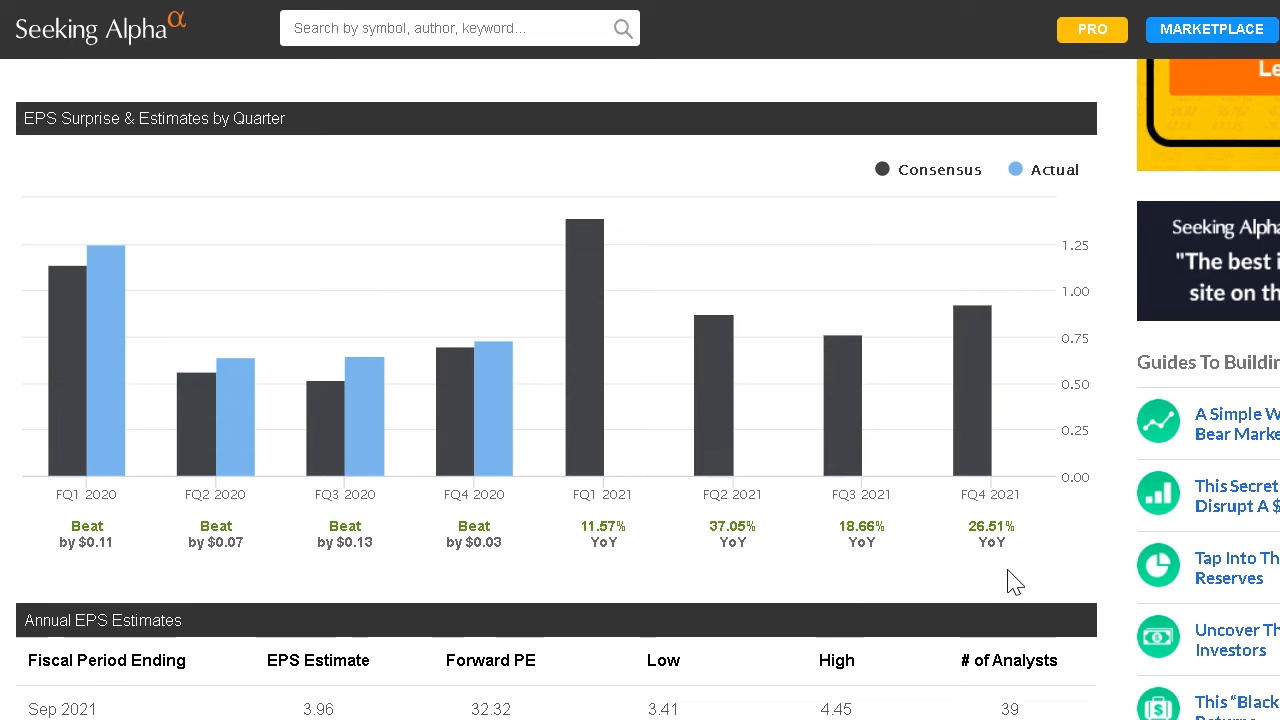 Seeking Alpha α
Search by symbol, author, keyword...
PRO
MARKETPLACE
EPS Surprise & Estimates by Quarter
Consensus
Actual
1.25
1.00
0.75
0.50
0.25
0.00
FQ1 2020
FQ2 2020
FQ3 2020
FQ4 2020
FQ1 2021
FQ2 2021
FQ3 2021
FQ4 2021
Beat
by $0.11
Beat
by $0.07
Beat
by $0.13
Beat
by $0.03
11.57%
YoY
37.05%
YoY
18.66%
YoY
26.51%
YoY
Annual EPS Estimates
Fiscal Period Ending EPS Estimate Forward PE Low High # of Analysts
Sep 2021 3.96 32.32 3.41 4.45 39
Le
Seeking Alpha
"The best i
site on th
Guides To Buildin
A Simple W
Bear Marke
This Secret
Disrupt A $
Tap Into Th
Reserves
Uncover Th
Investors
This "Black